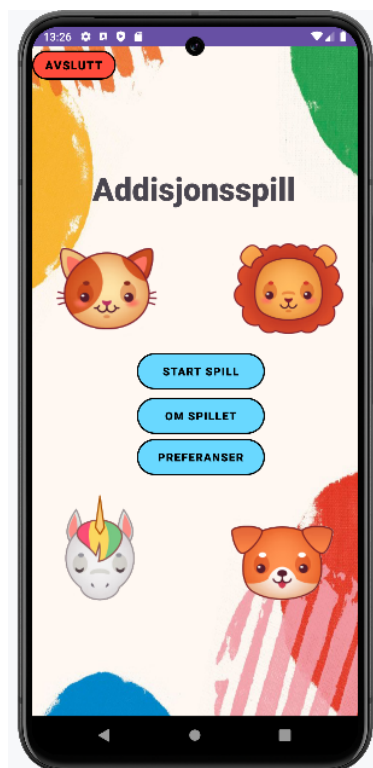 13:26
AVSLUTT
Addisjonsspill
START SPILL
OM SPILLET
PREFERANSER